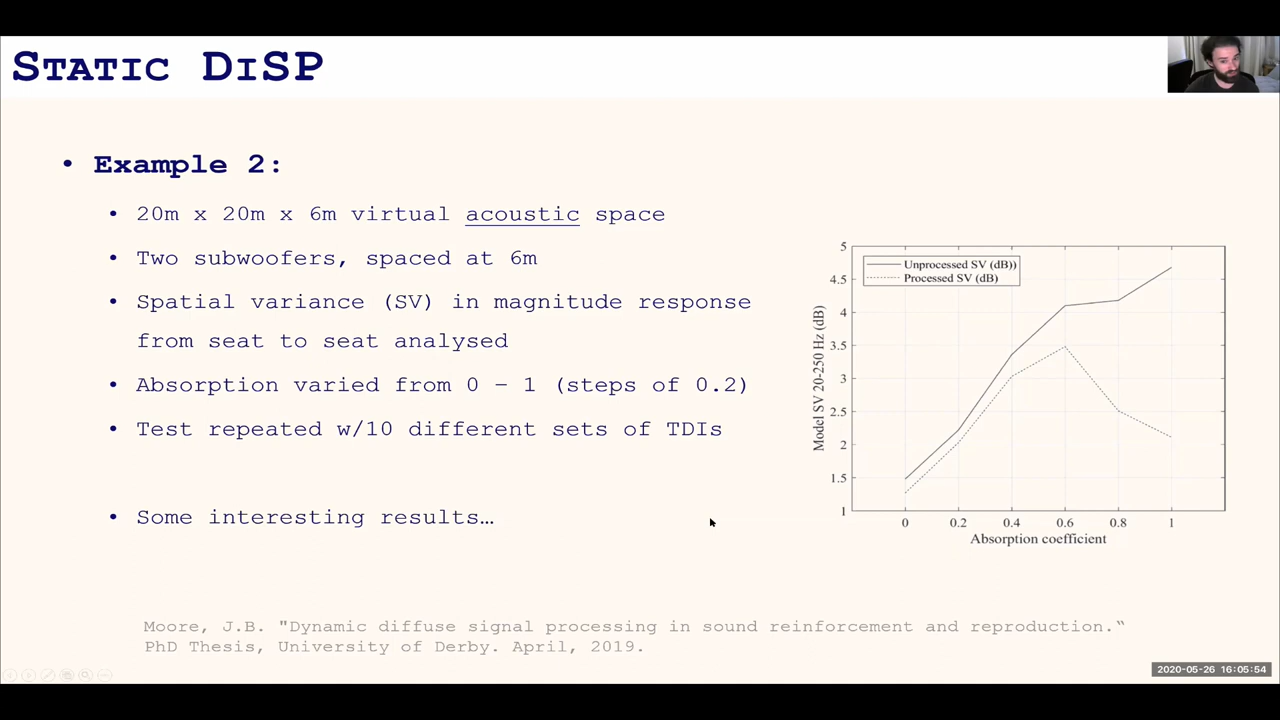 STATIC DISP
• Example 2:
• 20m x 20m x 6m virtual acoustic space
• Two subwoofers, spaced at 6m
• Spatial variance (SV) in magnitude response
from seat to seat analysed
• Absorption varied from 0 – 1 (steps of 0.2)
• Test repeated w/10 different sets of TDIs
• Some interesting results…
Unprocessed SV (dB))
Processed SV (dB)
Model SV 20-250 Hz (dB)
5
4.5
4
3.5
3
2.5
2
1.5
1
0 0.2 0.4 0.6 0.8 1
Absorption coefficient
Moore, J.B. "Dynamic diffuse signal processing in sound reinforcement and reproduction.“
PhD Thesis, University of Derby. April, 2019.
2020-05-26 16:05:54